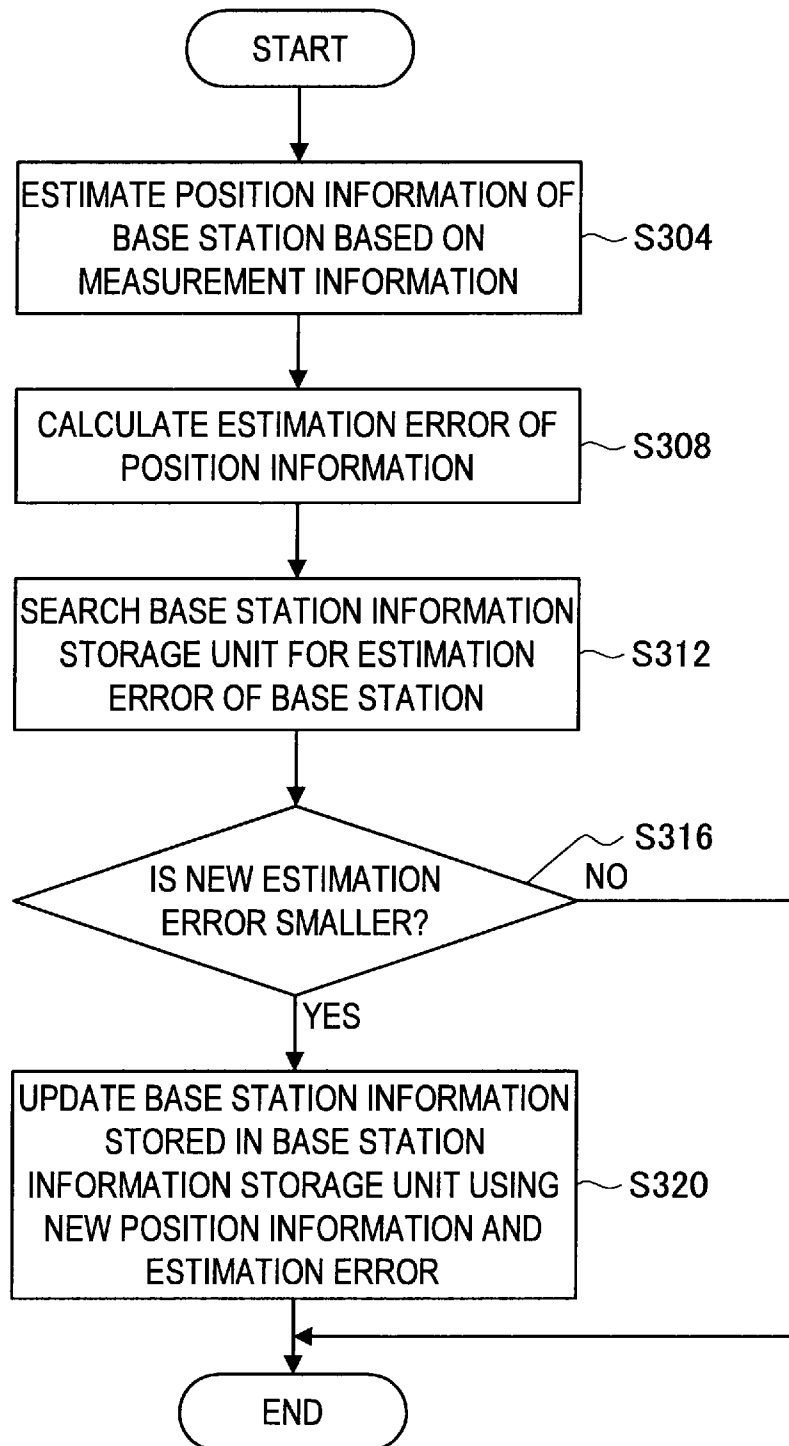 START
ESTIMATE POSITION INFORMATION OF
BASE STATION BASED ON
MEASUREMENT INFORMATION
S304
CALCULATE ESTIMATION ERROR OF
POSITION INFORMATION
S308
SEARCH BASE STATION INFORMATION
STORAGE UNIT FOR ESTIMATION
ERROR OF BASE STATION
S312
S316
IS NEW ESTIMATION
ERROR SMALLER?
NO
YES
UPDATE BASE STATION INFORMATION
STORED IN BASE STATION
INFORMATION STORAGE UNIT USING
NEW POSITION INFORMATION AND
ESTIMATION ERROR
S320
END